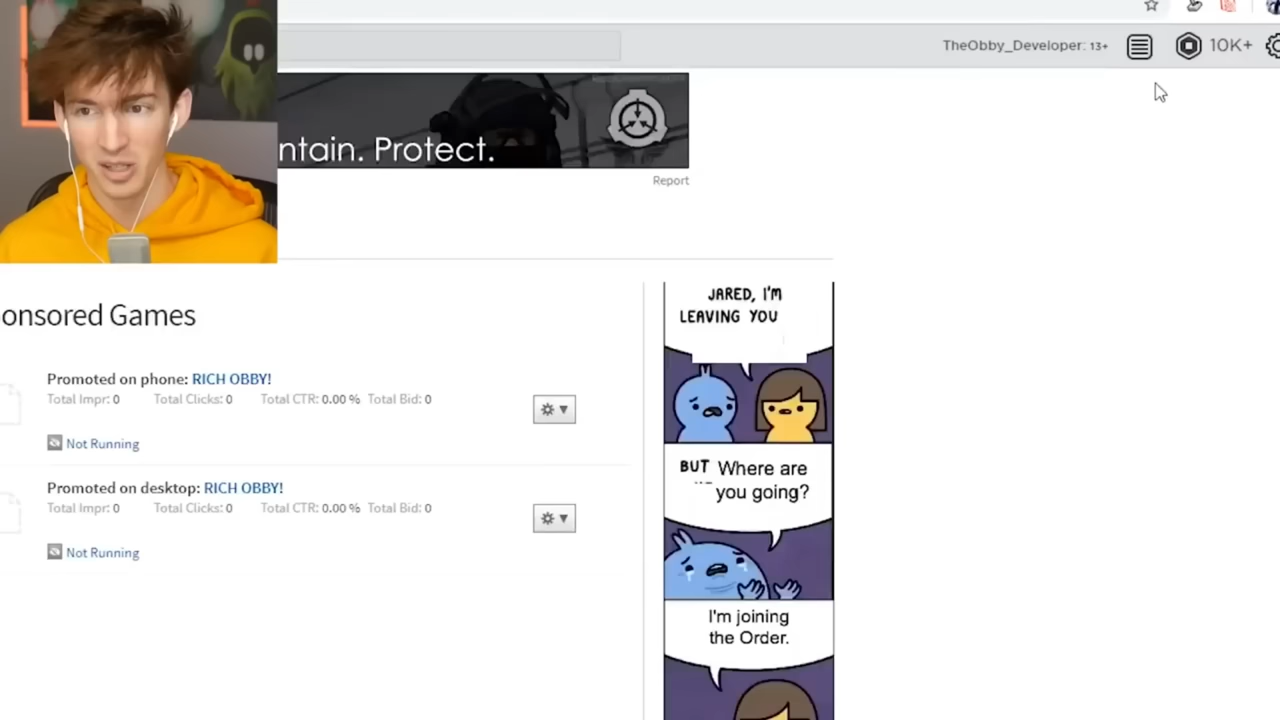 TheObby_Developer: 13+
10K+
ntain. Protect.
Report
onsored Games
Promoted on phone: RICH OBBY!
Total Impr: 0 Total Clicks: 0 Total CTR: 0.00 % Total Bid: 0
Not Running
Promoted on desktop: RICH OBBY!
Total Impr: 0 Total Clicks: 0 Total CTR: 0.00 % Total Bid: 0
Not Running
JARED, I'M
LEAVING YOU
BUT Where are
you going?
I'm joining
the Order.